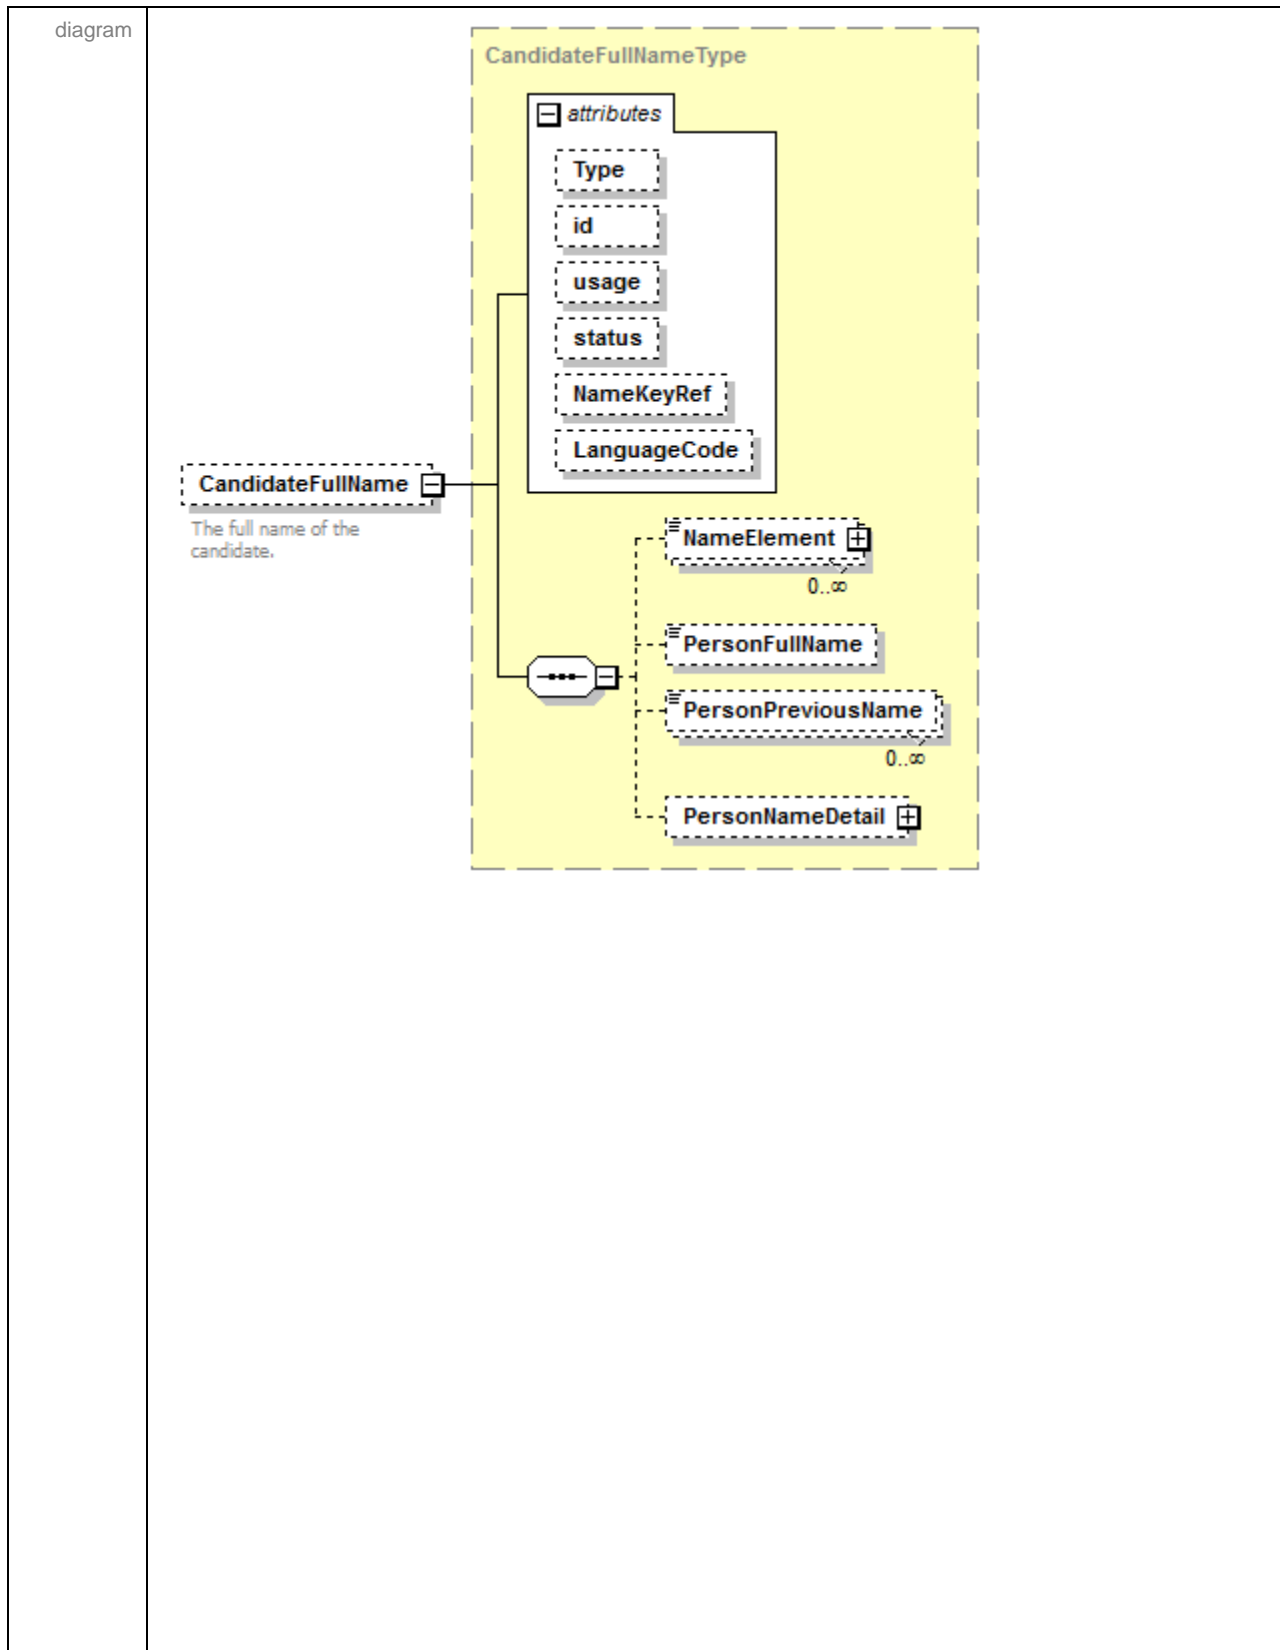 diagram
CandidateFullNameType
attributes
Type
id
usage
status
NameKeyRef
LanguageCode
CandidateFullName
The full name of the
candidate.
NameElement
0..∞
PersonFullName
PersonPreviousName
0..∞
PersonNameDetail